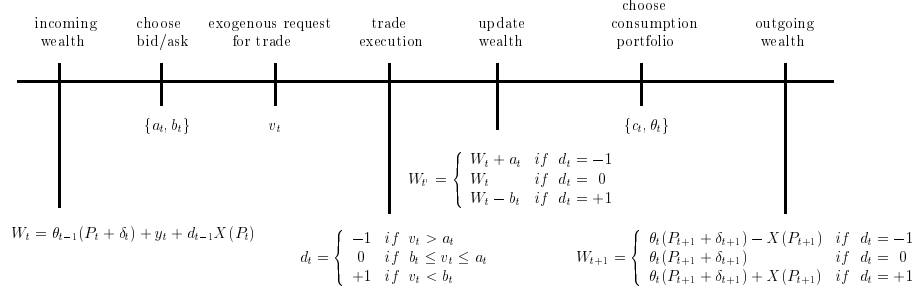 incoming wealth
choose bid/ask
exogenous request for trade
trade execution
update wealth
choose consumption portfolio
outgoing wealth
{a_t, b_t}
v_t
{c_t, θ_t}
W_{t'} = { W_t + a_t if d_t = −1
W_t if d_t = 0
W_t − b_t if d_t = +1
W_t = θ_{t−1}(P_t + δ_t) + y_t + d_{t−1}X(P_t)
d_t = { −1 if v_t > a_t
0 if b_t ≤ v_t ≤ a_t
+1 if v_t < b_t
W_{t+1} = { θ_t(P_{t+1} + δ_{t+1}) − X(P_{t+1}) if d_t = −1
θ_t(P_{t+1} + δ_{t+1}) if d_t = 0
θ_t(P_{t+1} + δ_{t+1}) + X(P_{t+1}) if d_t = +1